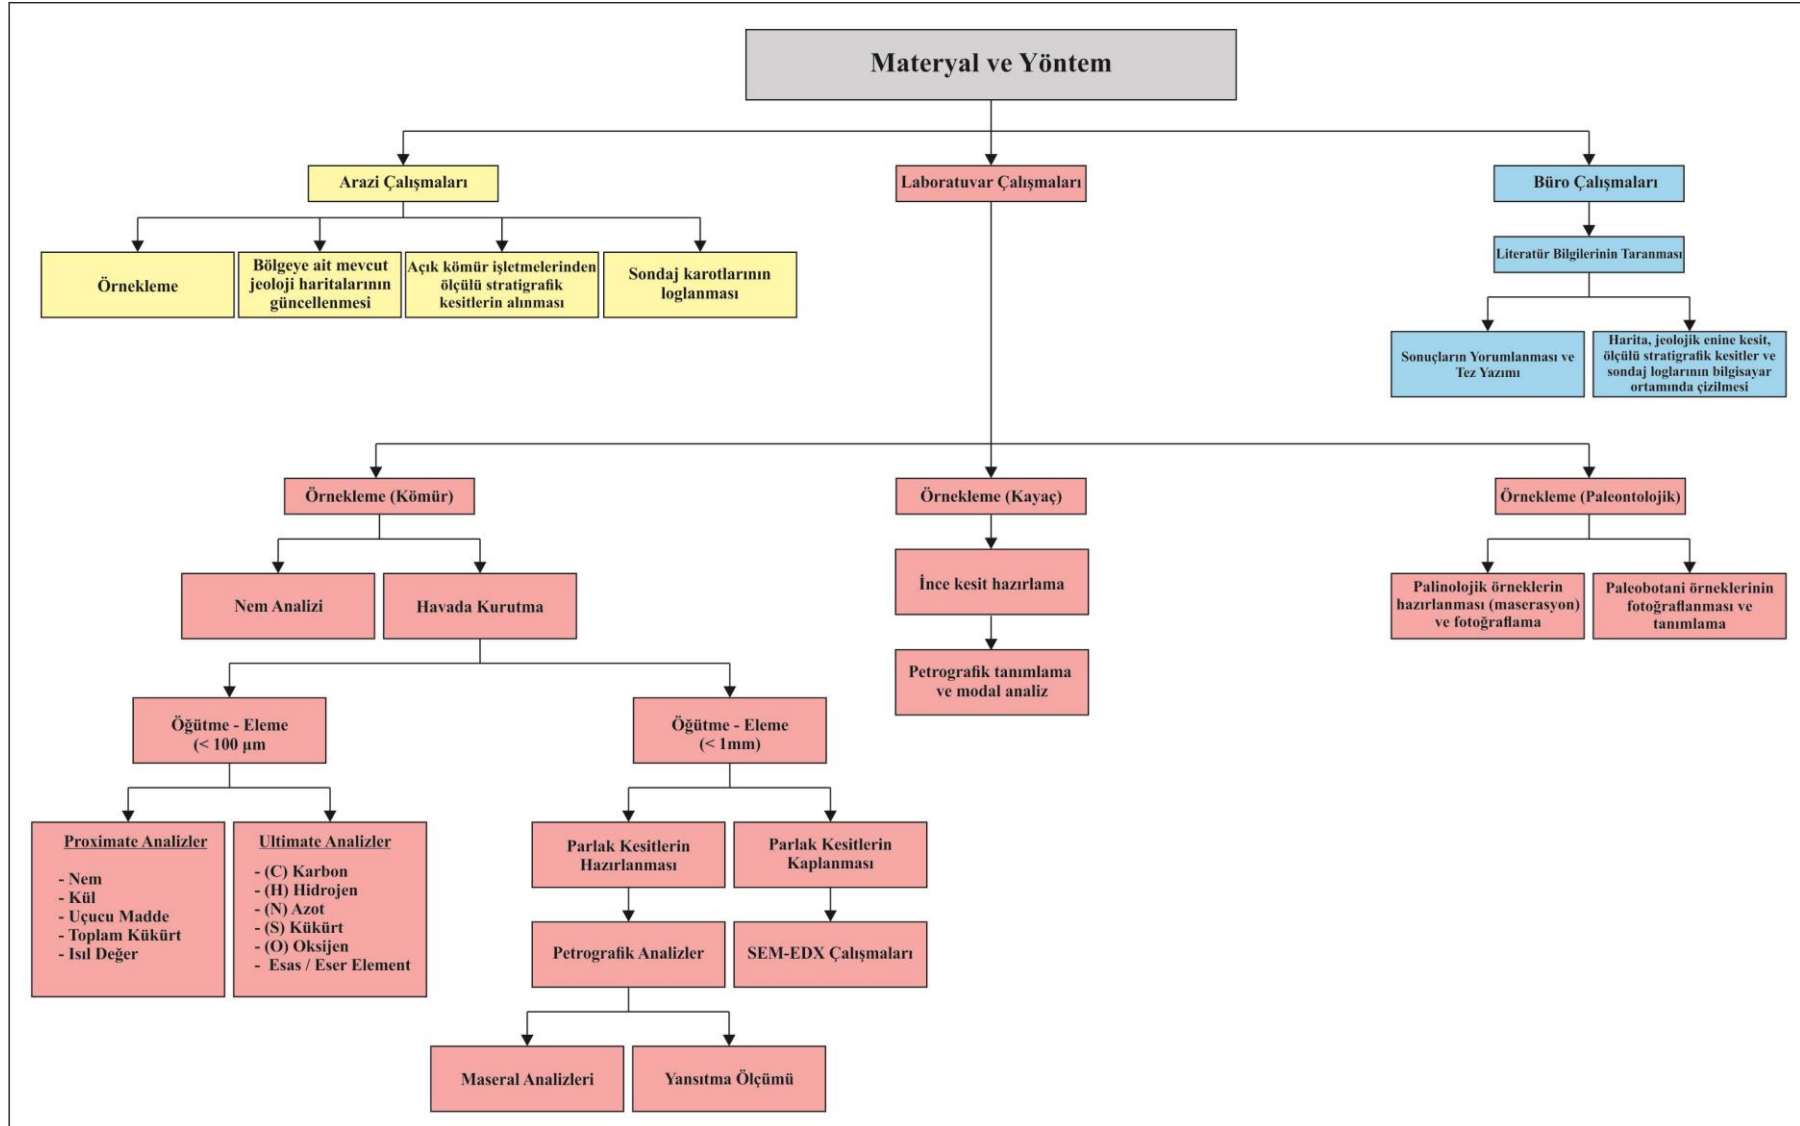 Materyal ve Yöntem
Arazi Çalışmaları
Laboratuvar Çalışmaları
Büro Çalışmaları
Örnekleme
Bölgeye ait mevcut
jeoloji haritalarının
güncellenmesi
Açık kömür işletmelerinden
ölçülü stratigrafik
kesitlerin alınması
Sondaj karotlarının
loglanması
Literatür Bilgilerinin Taranması
Sonuçların Yorumlanması ve
Tez Yazımı
Harita, jeolojik enine kesit,
ölçülü stratigrafik kesitler ve
sondaj loglarının bilgisayar
ortamında çizilmesi
Örnekleme (Kömür)
Örnekleme (Kayaç)
Örnekleme (Paleontolojik)
Nem Analizi
Havada Kurutma
İnce kesit hazırlama
Palinolojik örneklerin
hazırlanması (maserasyon)
ve fotoğraflama
Paleobotani örneklerinin
fotoğraflanması ve
tanımlama
Petrografik tanımlama
ve modal analiz
Öğütme - Eleme
(< 100 µm
Öğütme - Eleme
(< 1mm)
Proximate Analizler
- Nem
- Kül
- Uçucu Madde
- Toplam Kükürt
- Isıl Değer
Ultimate Analizler
- (C) Karbon
- (H) Hidrojen
- (N) Azot
- (S) Kükürt
- (O) Oksijen
- Esas / Eser Element
Parlak Kesitlerin
Hazırlanması
Parlak Kesitlerin
Kaplanması
Petrografik Analizler
SEM-EDX Çalışmaları
Maseral Analizleri
Yansıtma Ölçümü